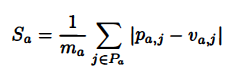 S_a = \frac{1}{m_a} \sum_{j \in P_a} |p_{a,j} - v_{a,j}|